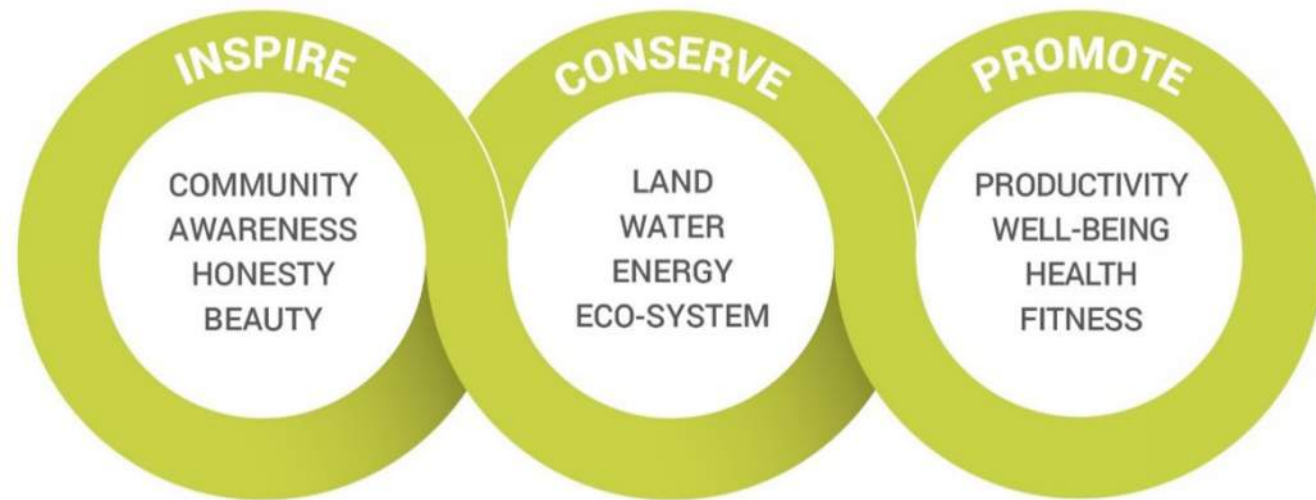 INSPIRE
COMMUNITY
AWARENESS
HONESTY
BEAUTY
CONSERVE
LAND
WATER
ENERGY
ECO-SYSTEM
PROMOTE
PRODUCTIVITY
WELL-BEING
HEALTH
FITNESS